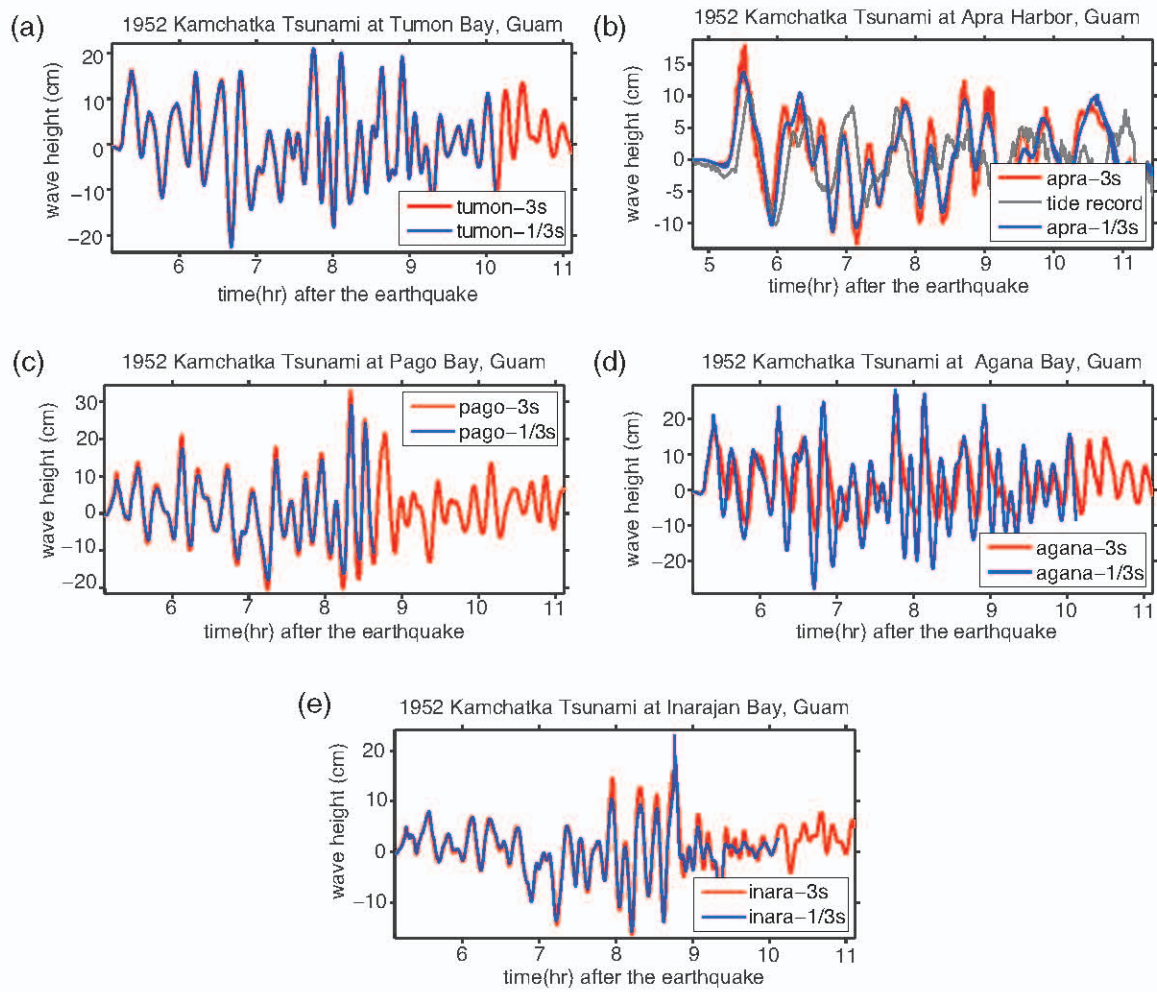 (a)
1952 Kamchatka Tsunami at Tumon Bay, Guam
wave height (cm)
20
10
0
−10
−20
tumon−3s
tumon−1/3s
6 7 8 9 10 11
time(hr) after the earthquake
(b)
1952 Kamchatka Tsunami at Apra Harbor, Guam
wave height (cm)
15
10
5
0
-5
-10
apra−3s
tide record
apra−1/3s
5 6 7 8 9 10 11
time(hr) after the earthquake
(c)
1952 Kamchatka Tsunami at Pago Bay, Guam
wave height (cm)
30
20
10
0
−10
−20
pago−3s
pago−1/3s
6 7 8 9 10 11
time(hr) after the earthquake
(d)
1952 Kamchatka Tsunami at Agana Bay, Guam
wave height (cm)
20
10
0
−10
−20
agana−3s
agana−1/3s
6 7 8 9 10 11
time(hr) after the earthquake
(e)
1952 Kamchatka Tsunami at Inarajan Bay, Guam
wave height (cm)
20
10
0
−10
inara−3s
inara−1/3s
6 7 8 9 10 11
time(hr) after the earthquake